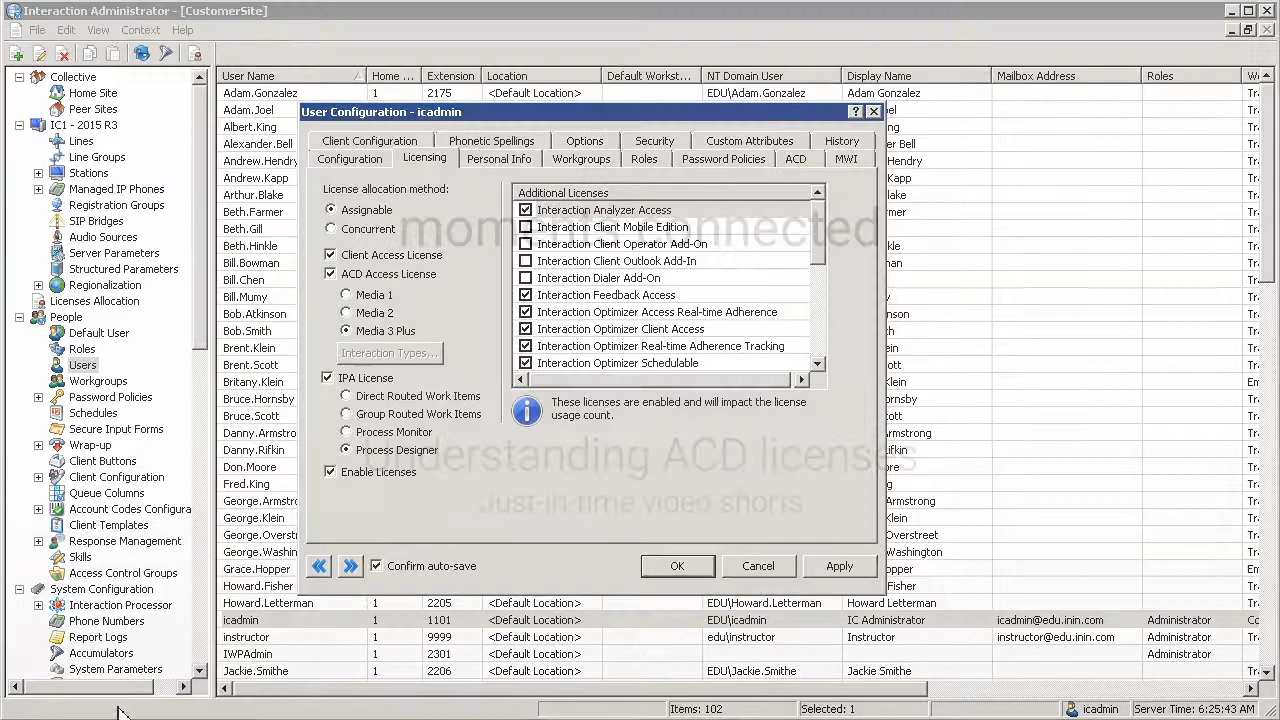 Interaction Administrator - [CustomerSite]
File Edit View Context Help
Collective
Home Site
Peer Sites
IC1 - 2015 R3
Lines
Line Groups
Stations
Managed IP Phones
Registration Groups
SIP Bridges
Audio Sources
Server Parameters
Structured Parameters
Regionalization
Licenses Allocation
People
Default User
Roles
Users
Workgroups
Password Policies
Schedules
Secure Input Forms
Wrap-up
Client Buttons
Client Configuration
Queue Columns
Account Codes Configura
Client Templates
Response Management
Skills
Access Control Groups
System Configuration
Interaction Processor
Phone Numbers
Report Logs
Accumulators
System Parameters
User Name Home ... Extension Location Default Workst... NT Domain User Display Name Mailbox Address Roles
Adam.Gonzalez 1 2175 <Default Location> EDU\Adam.Gonzalez Adam Gonzalez
Adam.Joel
Albert.King
Alexander.Bell
Andrew.Hendry
Andrew.Kapp
Arthur.Blake
Beth.Farmer
Beth.Gill
Beth.Hinkle
Bill.Bowman
Bill.Chen
Bill.Mumy
Bob.Atkinson
Bob.Smith
Brent.Klein
Brent.Scott
Britany.Klein
Bruce.Hornsby
Bruce.Scott
Danny.Armstro
Danny.Rifkin
Don.Moore
Fred.King
George.Armstro
George.Klein
George.Overstre
George.Washing
Grace.Hopper
Howard.Fisher
Howard.Letterman 1 2205 <Default Location> EDU\Howard.Letterman Howard Letterman
icadmin 1 1101 <Default Location> EDU\icadmin IC Administrator icadmin@edu.inin.com Administrator
instructor 1 9999 <Default Location> edu\instructor Instructor instructor@edu.inin.com Administrator
IWPAdmin 1 2301 <Default Location> Administrator
Jackie.Smithe 1 2265 <Default Location> EDU\Jackie.Smithe Jackie Smithe
User Configuration - icadmin
Client Configuration Phonetic Spellings Options Security Custom Attributes History
Configuration Licensing Personal Info Workgroups Roles Password Policies ACD MWI
License allocation method:
Assignable
Concurrent
Client Access License
ACD Access License
Media 1
Media 2
Media 3 Plus
Interaction Types...
IPA License
Direct Routed Work Items
Group Routed Work Items
Process Monitor
Process Designer
Enable Licenses
Additional Licenses
Interaction Analyzer Access
Interaction Client Mobile Edition
Interaction Client Operator Add-On
Interaction Client Outlook Add-In
Interaction Dialer Add-On
Interaction Feedback Access
Interaction Optimizer Access Real-time Adherence
Interaction Optimizer Client Access
Interaction Optimizer Real-time Adherence Tracking
Interaction Optimizer Schedulable
These licenses are enabled and will impact the license
usage count.
moments connected
derstanding ACD licenses
Just-in-time video shorts
Confirm auto-save OK Cancel Apply
Items: 102 Selected: 1 icadmin Server Time: 6:25:43 AM